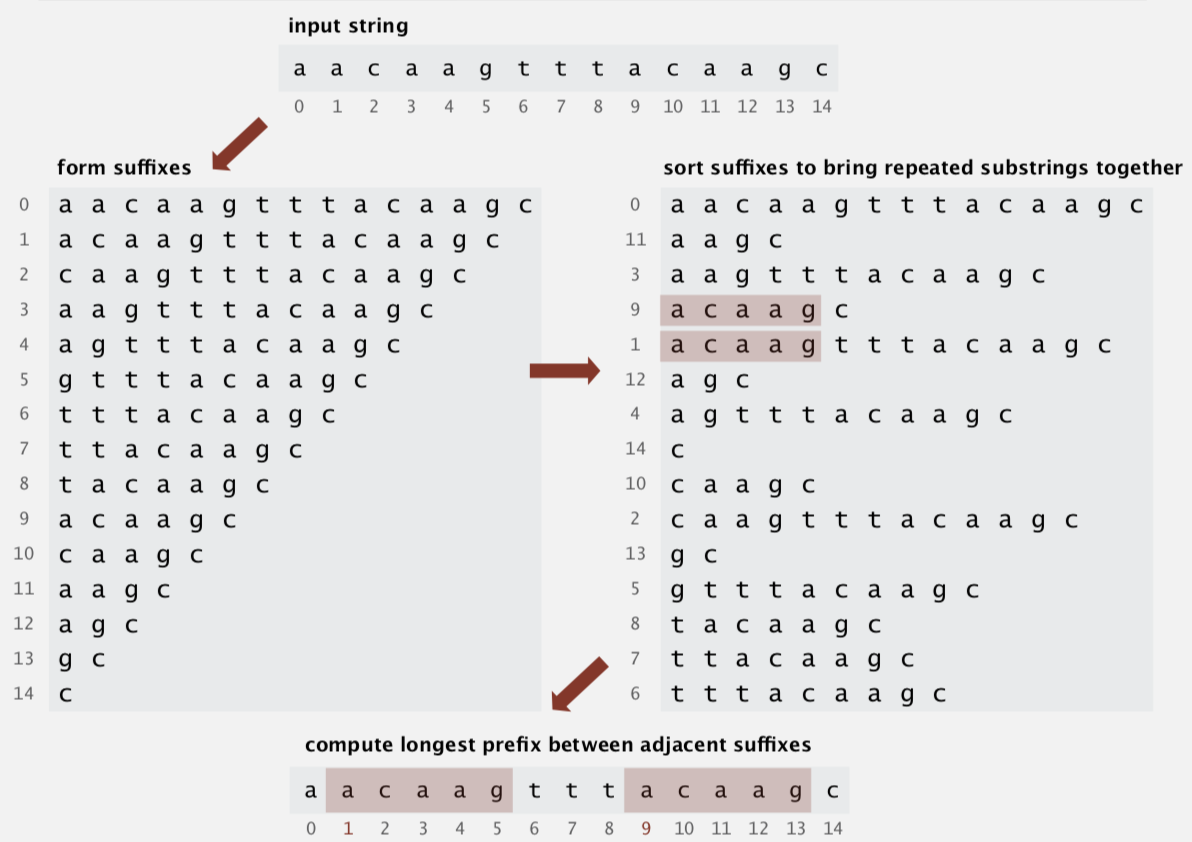 input string
a a c a a g t t t a c a a g c
0 1 2 3 4 5 6 7 8 9 10 11 12 13 14
form suffixes
0 a a c a a g t t t a c a a g c
1 a c a a g t t t a c a a g c
2 c a a g t t t a c a a g c
3 a a g t t t a c a a g c
4 a g t t t a c a a g c
5 g t t t a c a a g c
6 t t t a c a a g c
7 t t a c a a g c
8 t a c a a g c
9 a c a a g c
10 c a a g c
11 a a g c
12 a g c
13 g c
14 c
sort suffixes to bring repeated substrings together
0 a a c a a g t t t a c a a g c
11 a a g c
3 a a g t t t a c a a g c
9 a c a a g c
1 a c a a g t t t a c a a g c
12 a g c
4 a g t t t a c a a g c
14 c
10 c a a g c
2 c a a g t t t a c a a g c
13 g c
5 g t t t a c a a g c
8 t a c a a g c
7 t t a c a a g c
6 t t t a c a a g c
compute longest prefix between adjacent suffixes
a a c a a g t t t a c a a g c
0 1 2 3 4 5 6 7 8 9 10 11 12 13 14